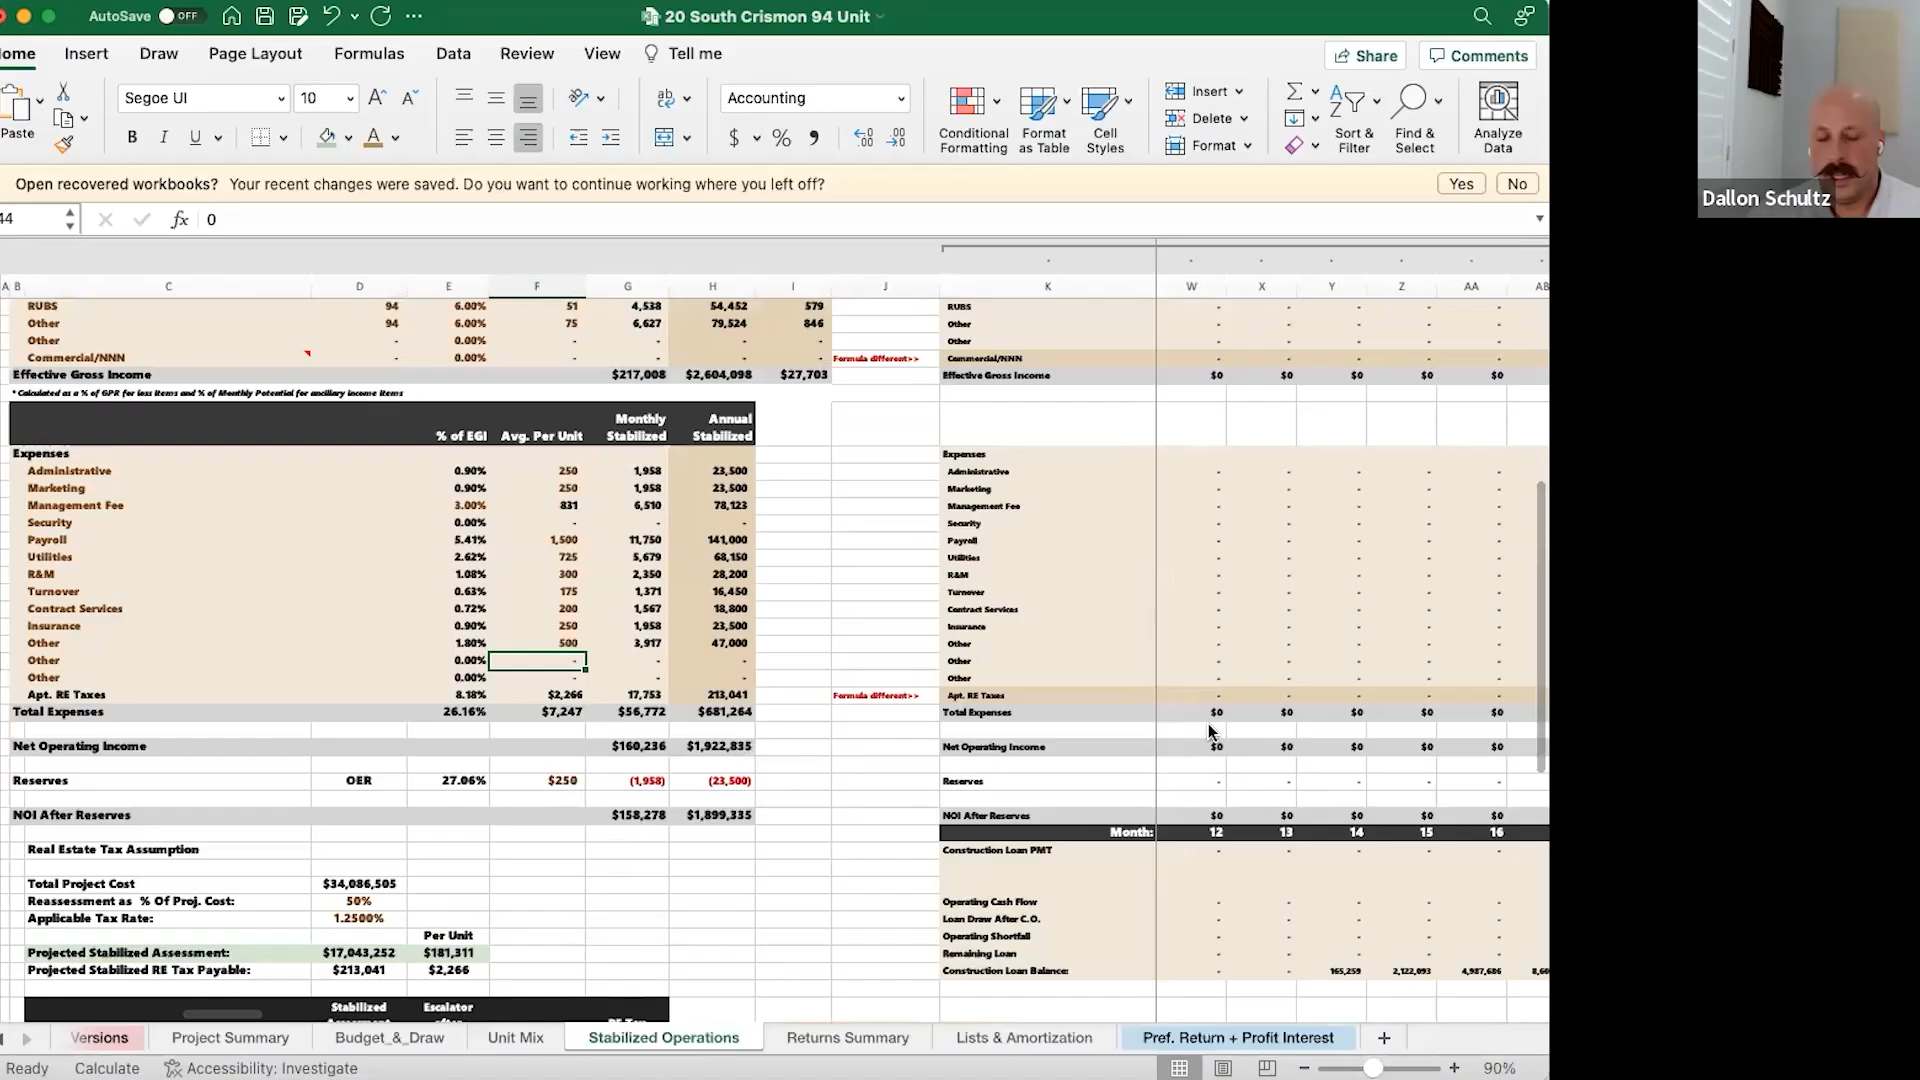 AutoSave OFF 20 South Crismon 94 Unit
ome Insert Draw Page Layout Formulas Data Review View Tell me Share Comments
Paste Segoe UI 10 Accounting Conditional Formatting Format as Table Cell Styles Insert Delete Format Sort & Filter Find & Select Analyze Data
Open recovered workbooks? Your recent changes were saved. Do you want to continue working where you left off? Yes No
44 fx 0
Dallon Schultz
A B C D E F G H I J K W X Y Z AA AB
RUBS 94 6.00% 51 4,538 54,452 579 RUBS - - - - -
Other 94 6.00% 75 6,627 79,524 846 Other - - - - -
Other - 0.00% - - - - Other - - - - -
Commercial/NNN - 0.00% - - - Formula different>> Commercial/NNN - - - - -
Effective Gross Income $217,008 $2,604,098 $27,703 Effective Gross Income $0 $0 $0 $0 $0
* Calculated as a % of GPR for loss items and % of Monthly Potential for ancillary income items
% of EGI Avg. Per Unit Monthly Stabilized Annual Stabilized
Expenses Expenses
Administrative 0.90% 250 1,958 23,500 Administrative - - - - -
Marketing 0.90% 250 1,958 23,500 Marketing - - - - -
Management Fee 3.00% 831 6,510 78,123 Management Fee - - - - -
Security 0.00% - - - Security - - - - -
Payroll 5.41% 1,500 11,750 141,000 Payroll - - - - -
Utilities 2.62% 725 5,679 68,150 Utilities - - - - -
R&M 1.08% 300 2,350 28,200 R&M - - - - -
Turnover 0.63% 175 1,371 16,450 Turnover - - - - -
Contract Services 0.72% 200 1,567 18,800 Contract Services - - - - -
Insurance 0.90% 250 1,958 23,500 Insurance - - - - -
Other 1.80% 500 3,917 47,000 Other - - - - -
Other 0.00% - - - Other - - - - -
Other 0.00% - - - Other - - - - -
Apt. RE Taxes 8.18% $2,266 17,753 213,041 Formula different>> Apt. RE Taxes - - - - -
Total Expenses 26.16% $7,247 $56,772 $681,264 Total Expenses $0 $0 $0 $0 $0
Net Operating Income $160,236 $1,922,835 Net Operating Income $0 $0 $0 $0 $0
Reserves OER 27.06% $250 (1,958) (23,500) Reserves - - - - -
NOI After Reserves $158,278 $1,899,335 NOI After Reserves $0 $0 $0 $0 $0
Month: 12 13 14 15 16
Real Estate Tax Assumption Construction Loan PMT - - - - -
Total Project Cost $34,086,505
Reassessment as % Of Proj. Cost: 50% Operating Cash Flow - - - - -
Applicable Tax Rate: 1.2500% Loan Draw After C.O. - - - - -
Per Unit Operating Shortfall - - - - -
Projected Stabilized Assessment: $17,043,252 $181,311 Remaining Loan - - - - -
Projected Stabilized RE Tax Payable: $213,041 $2,266 Construction Loan Balance: - - 165,259 2,122,093 4,987,686
Stabilized Escalator
Versions Project Summary Budget_&_Draw Unit Mix Stabilized Operations Returns Summary Lists & Amortization Pref. Return + Profit Interest +
Ready Calculate Accessibility: Investigate 90%